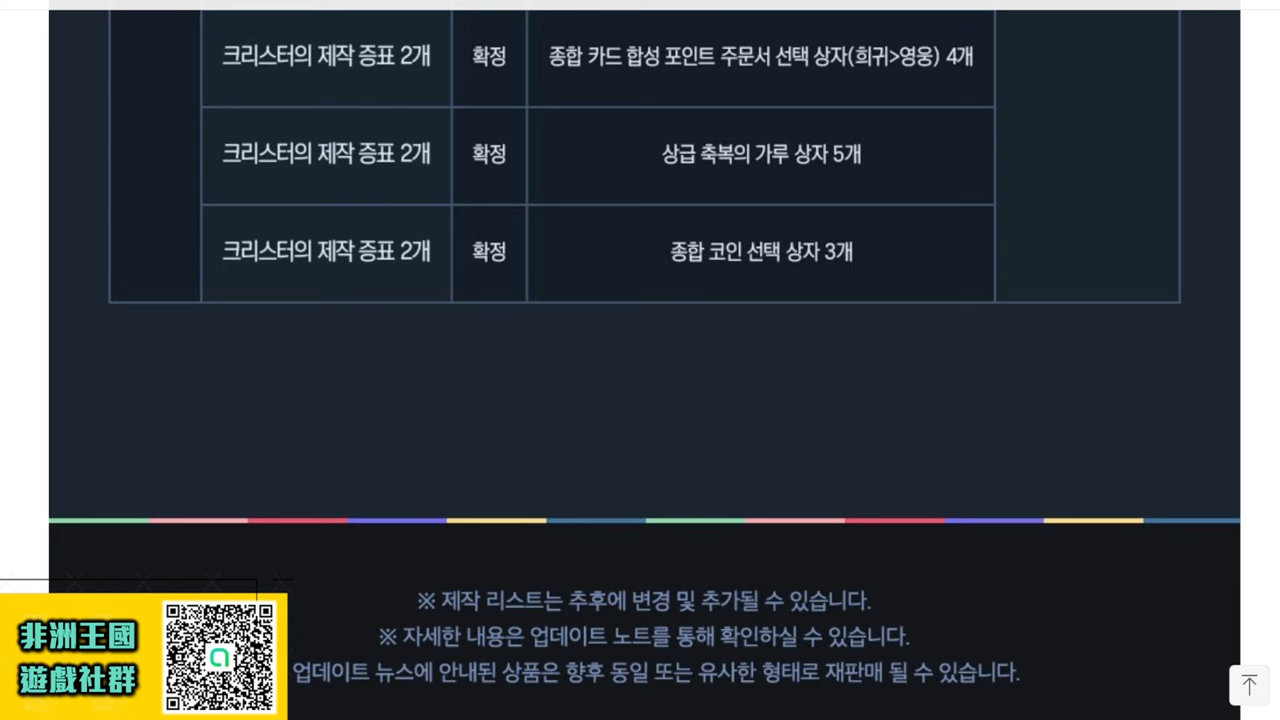 크리스터의 제작 증표 2개 확정 종합 카드 합성 포인트 주문서 선택 상자(희귀>영웅) 4개
크리스터의 제작 증표 2개 확정 상급 축복의 가루 상자 5개
크리스터의 제작 증표 2개 확정 종합 코인 선택 상자 3개
※ 제작 리스트는 추후에 변경 및 추가될 수 있습니다.
※ 자세한 내용은 업데이트 노트를 통해 확인하실 수 있습니다.
업데이트 뉴스에 안내된 상품은 향후 동일 또는 유사한 형태로 재판매 될 수 있습니다.
非洲王國
遊戲社群